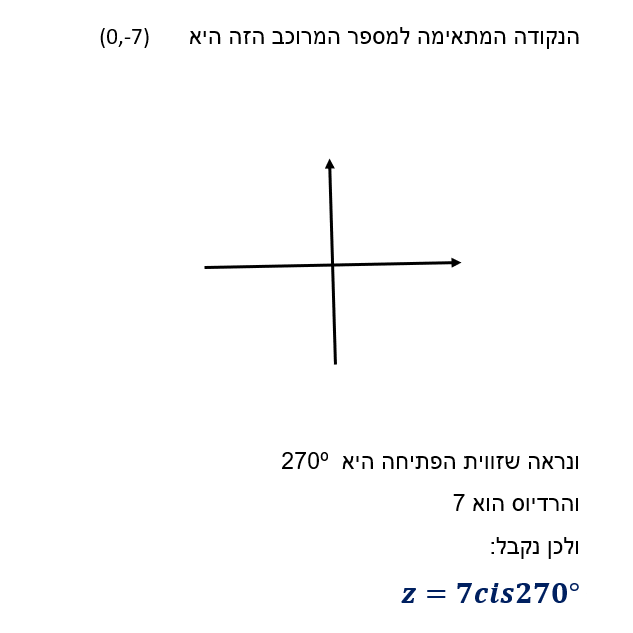 הנקודה המתאימה למספר המרוכב הזה היא (0,-7)
ונראה שזווית הפתיחה היא 270º
והרדיוס הוא 7
ולכן נקבל:
z = 7cis270°